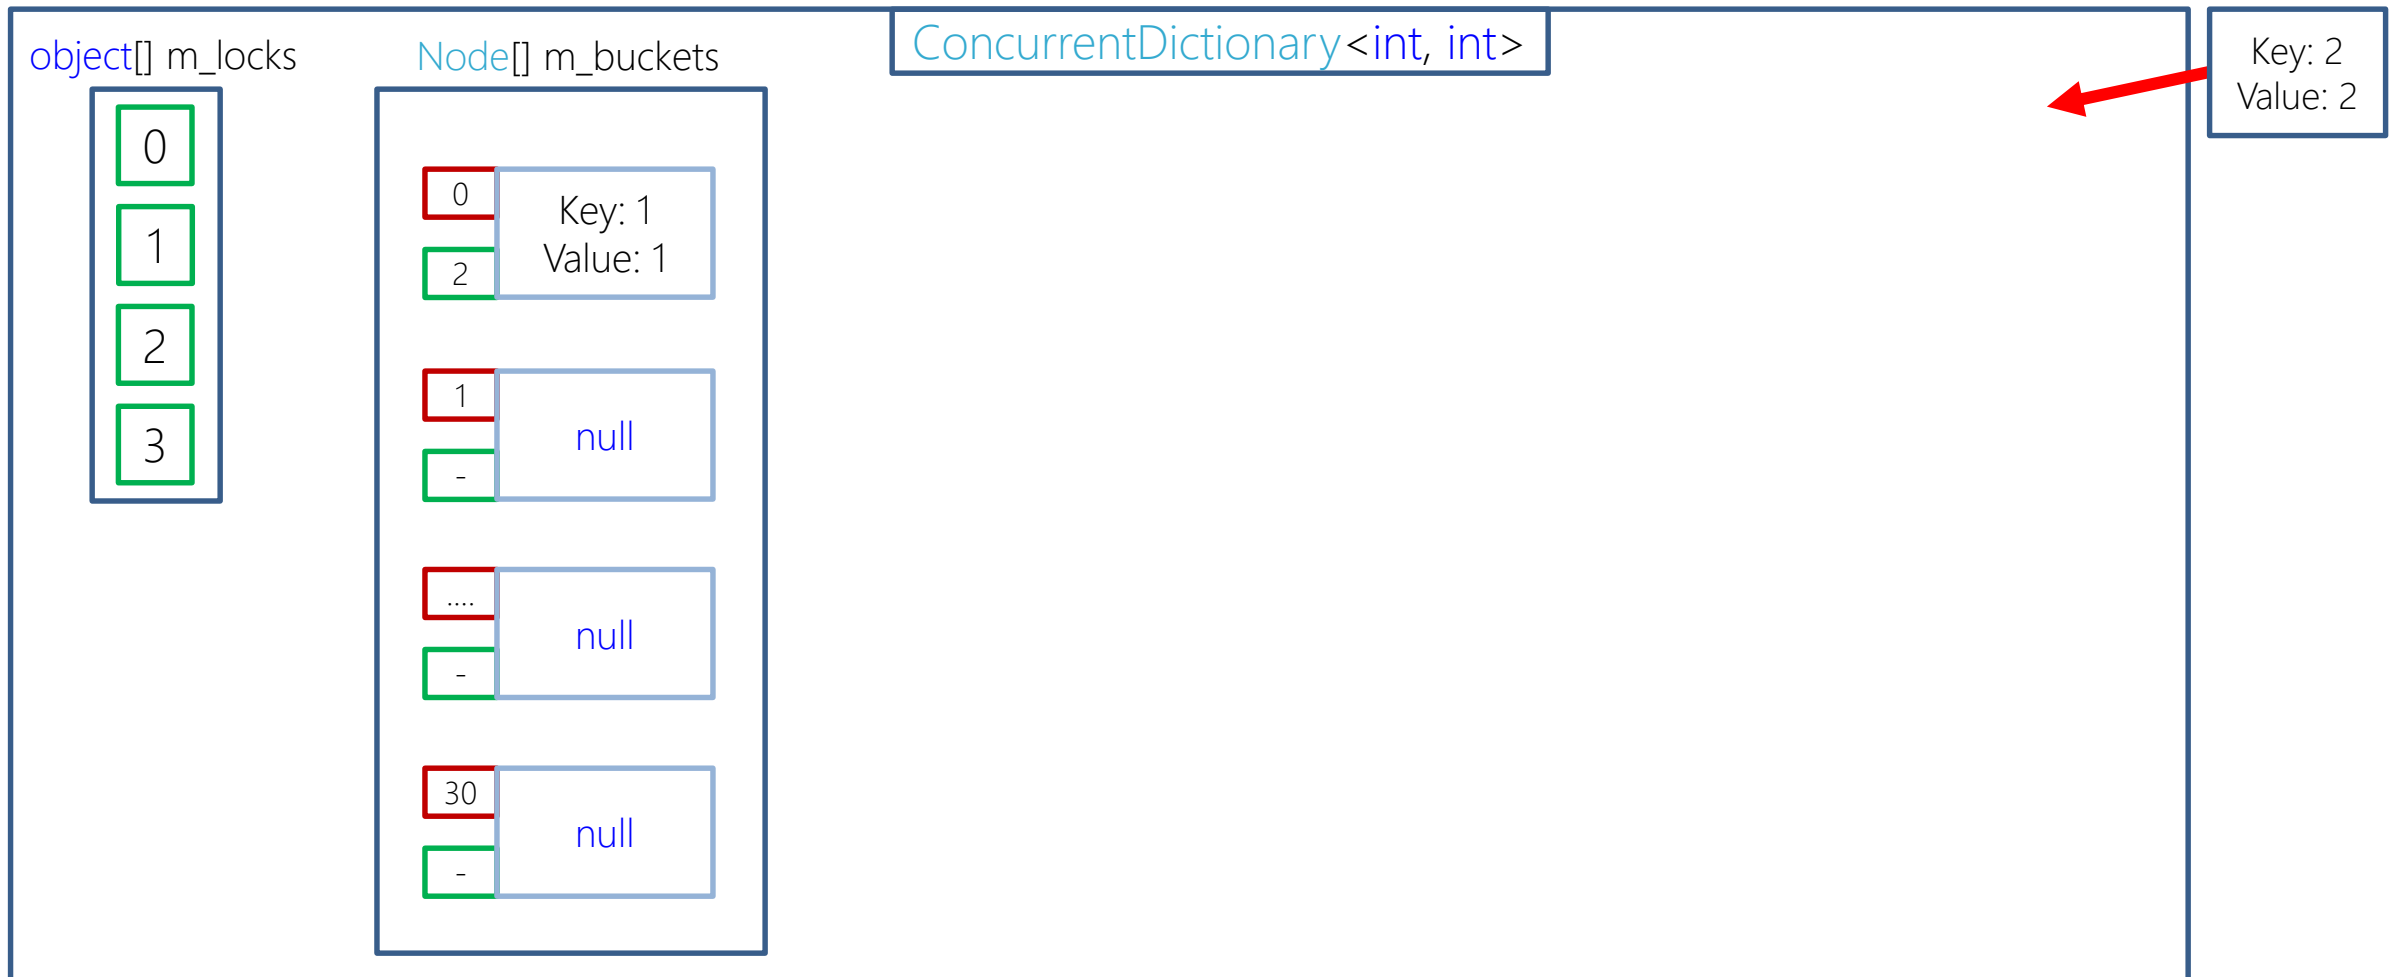 ConcurrentDictionary<int, int>
object[] m_locks
0
1
2
3
Node[] m_buckets
0
2
Key: 1
Value: 1
1
-
null
....
-
null
30
-
null
Key: 2
Value: 2